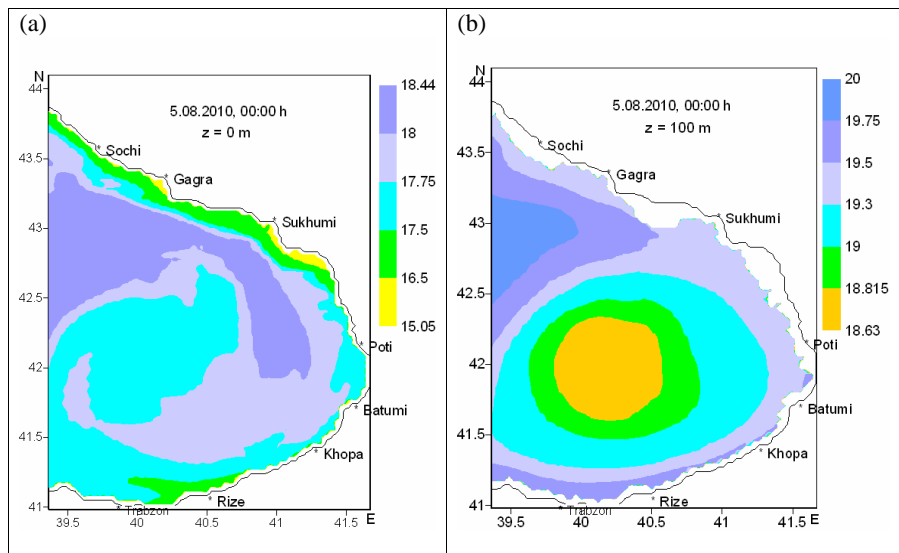 (a)
N
44
43.5
43
42.5
42
41.5
41
5.08.2010, 00:00 h
z = 0 m
* Sochi
* Gagra
* Sukhumi
* Poti
* Batumi
* Khopa
* Rize
* Trabzon
39.5 40 40.5 41 41.5 E
18.44
18
17.75
17.5
16.5
15.05
(b)
N
44
43.5
43
42.5
42
41.5
41
5.08.2010, 00:00 h
z = 100 m
* Sochi
* Gagra
* Sukhumi
* Poti
* Batumi
* Khopa
* Rize
* Trabzon
39.5 40 40.5 41 41.5 E
20
19.75
19.5
19.3
19
18.815
18.63